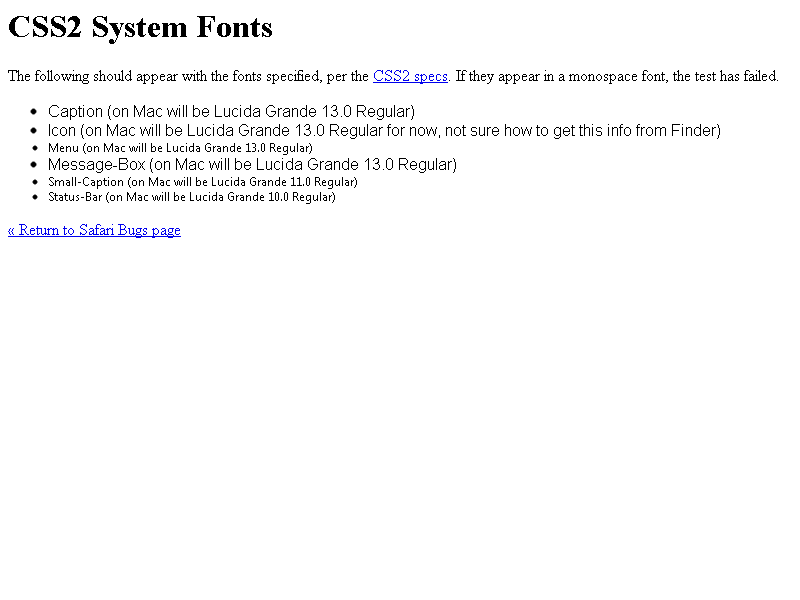 CSS2 System Fonts
The following should appear with the fonts specified, per the CSS2 specs. If they appear in a monospace font, the test has failed.
Caption (on Mac will be Lucida Grande 13.0 Regular)
Icon (on Mac will be Lucida Grande 13.0 Regular for now, not sure how to get this info from Finder)
Menu (on Mac will be Lucida Grande 13.0 Regular)
Message-Box (on Mac will be Lucida Grande 13.0 Regular)
Small-Caption (on Mac will be Lucida Grande 11.0 Regular)
Status-Bar (on Mac will be Lucida Grande 10.0 Regular)
« Return to Safari Bugs page